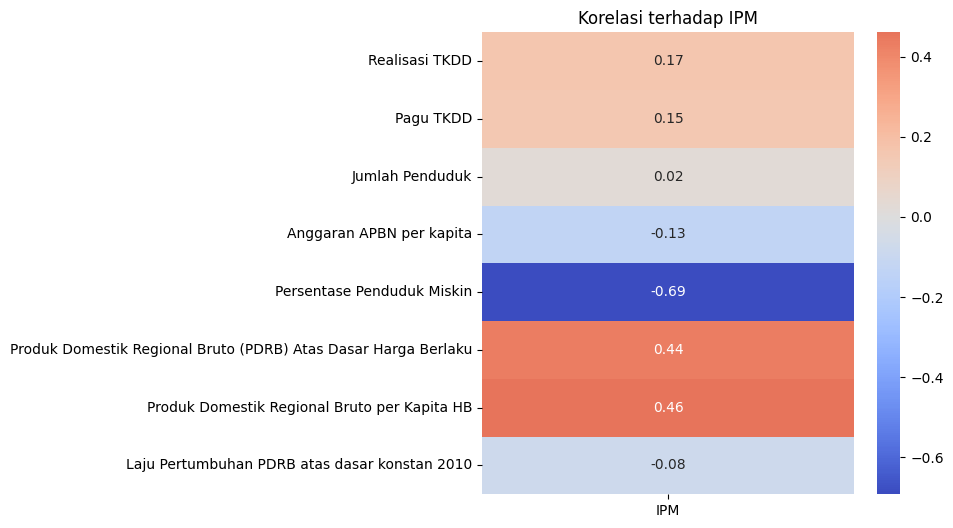 Korelasi terhadap IPM
Realisasi TKDD 0.17
Pagu TKDD 0.15
Jumlah Penduduk 0.02
Anggaran APBN per kapita -0.13
Persentase Penduduk Miskin -0.69
Produk Domestik Regional Bruto (PDRB) Atas Dasar Harga Berlaku 0.44
Produk Domestik Regional Bruto per Kapita HB 0.46
Laju Pertumbuhan PDRB atas dasar konstan 2010 -0.08
IPM
0.4
0.2
0.0
−0.2
−0.4
−0.6